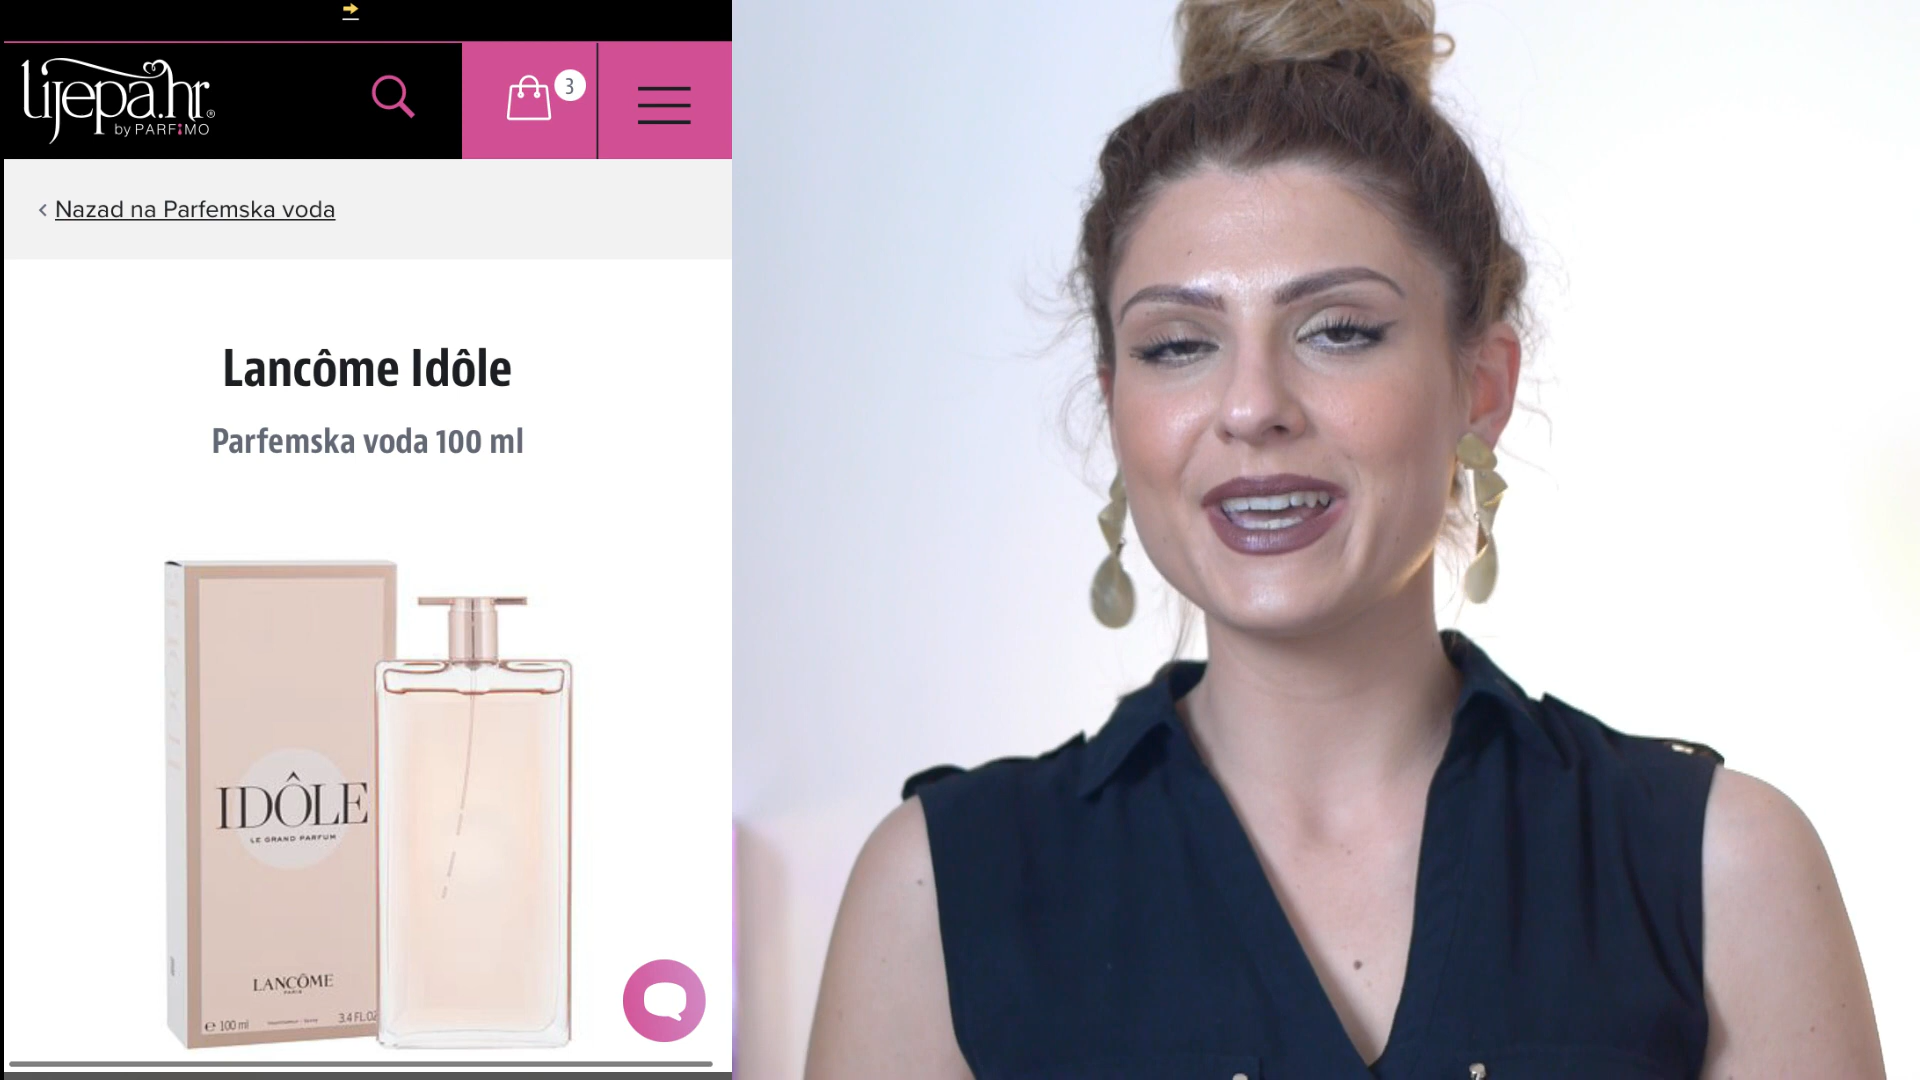 lijepa.hr®
by PARFIMO
3
< Nazad na Parfemska voda
Lancôme Idôle
Parfemska voda 100 ml
IDÔLE
LE GRAND PARFUM
LANCÔME
PARIS
℮ 100 ml
3.4 FL.OZ